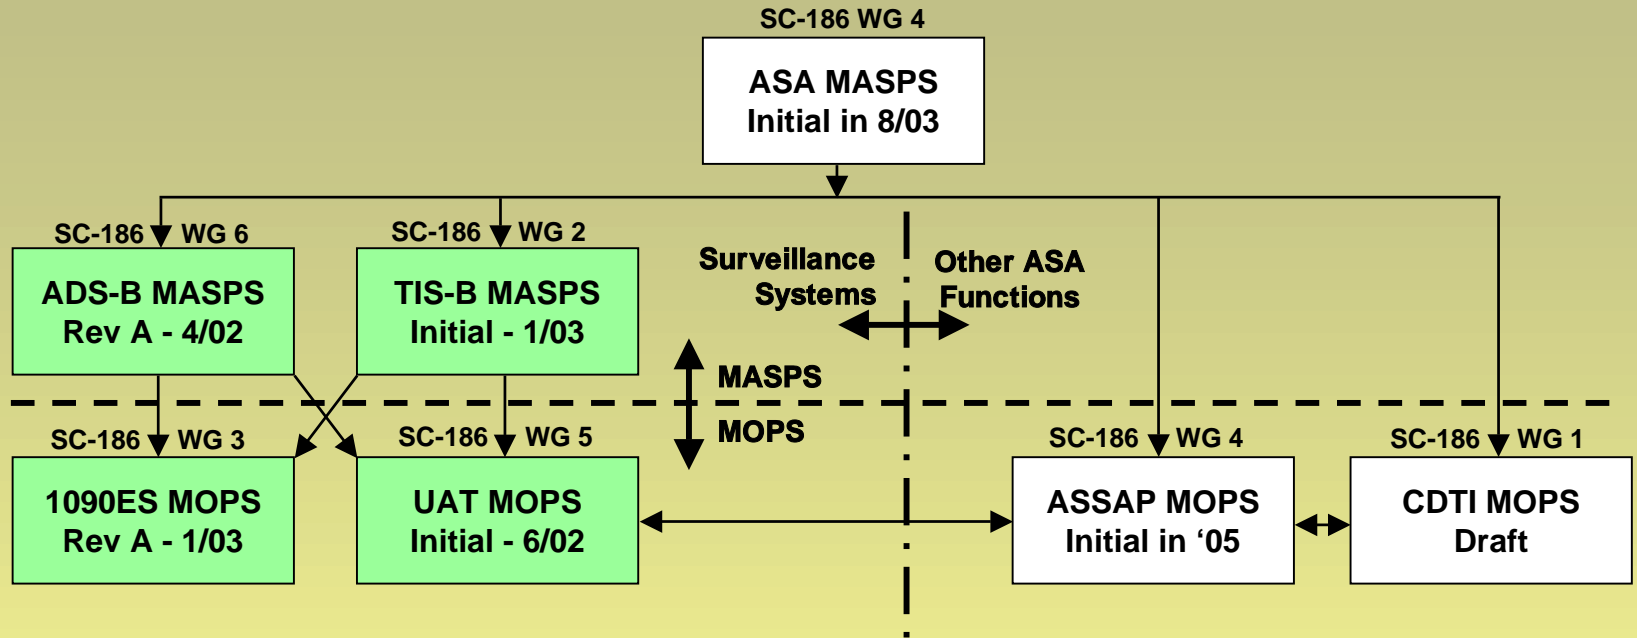 SC-186 WG 4
ASA MASPS
Initial in 8/03
SC-186 WG 6
ADS-B MASPS
Rev A - 4/02
SC-186 WG 2
TIS-B MASPS
Initial - 1/03
Surveillance
Systems
Other ASA
Functions
MASPS
MOPS
SC-186 WG 3
1090ES MOPS
Rev A - 1/03
SC-186 WG 5
UAT MOPS
Initial - 6/02
SC-186 WG 4
ASSAP MOPS
Initial in ‘05
SC-186 WG 1
CDTI MOPS
Draft